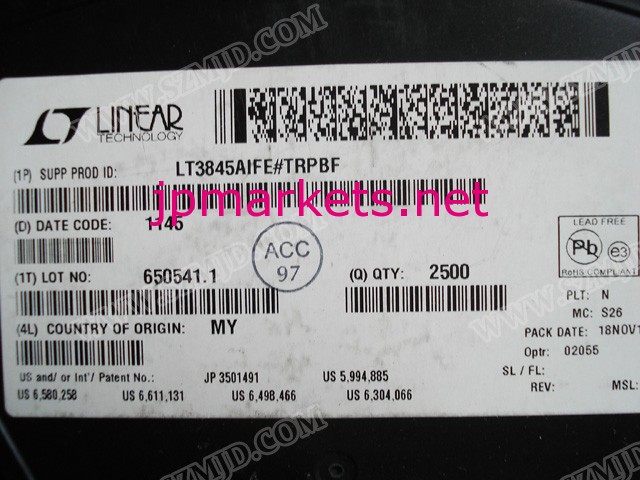 LINEAR
TECHNOLOGY
(1P) SUPP PROD ID: LT3845AIFE#TRPBF
jpmarkets.net
(D) DATE CODE: 1145
LEAD FREE
Pb e3
RoHS COMPLIANT
ACC
97
(1T) LOT NO: 650541.1 (Q) QTY: 2500
PLT: N
MC: S26
(4L) COUNTRY OF ORIGIN: MY
PACK DATE: 18NOV1
Optr: 02055
SL / FL:
REV: MSL:
US and/ or Int'/ Patent No.: JP 3501491 US 5,994,885
US 6,580,258 US 6,611,131 US 6,498,466 US 6,304,066
WWW.SZMJD.COM